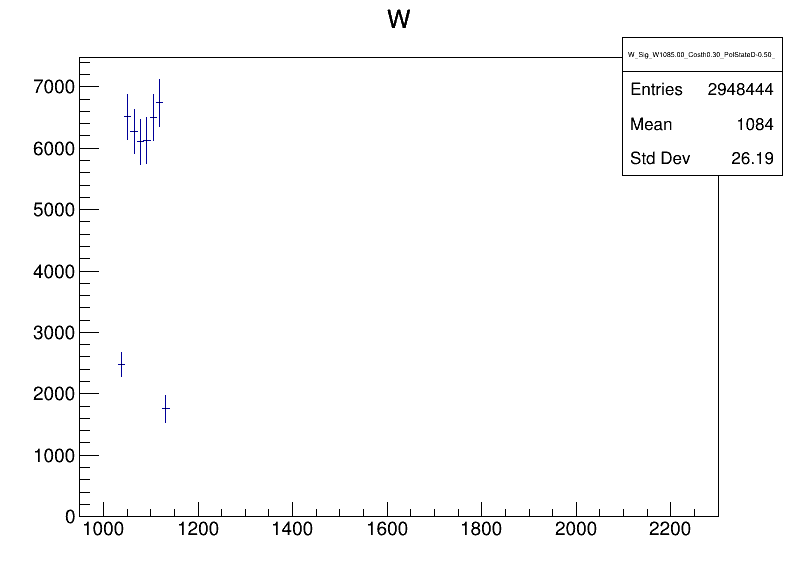 W
W_Sig_W1085.00_Costh0.30_PolStateD-0.50_
Entries 2948444
Mean 1084
Std Dev 26.19
7000
6000
5000
4000
3000
2000
1000
0
1000 1200 1400 1600 1800 2000 2200